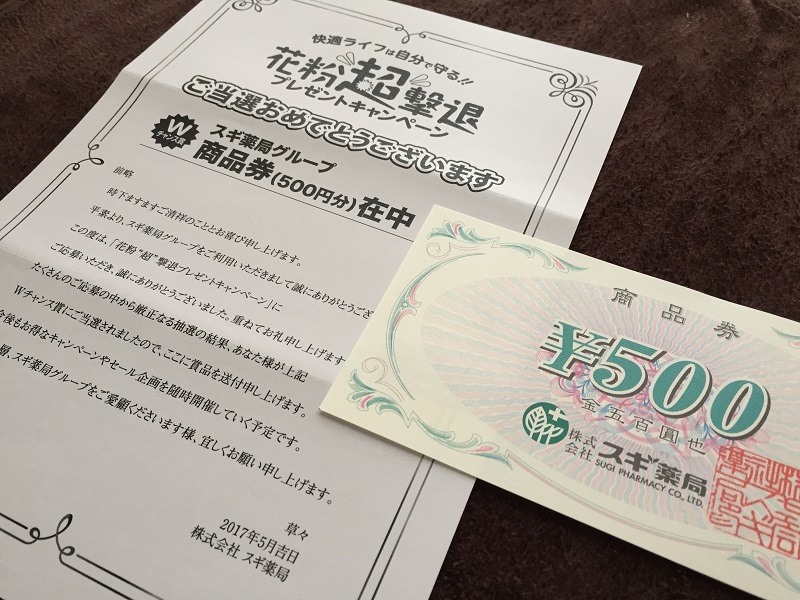 快適ライフは自分で守る!!
花粉超撃退
プレゼントキャンペーン
ご当選おめでとうございます
Wチャンス賞
スギ薬局グループ
商品券(500円分)在中
前略
時下ますますご清祥のこととお喜び申し上げます。
平素より、スギ薬局グループをご利用いただきまして誠にありがとうござ
この度は、「花粉“超”撃退プレゼントキャンペーン」に
ご応募いただき、誠にありがとうございました。重ねてお礼申し上げます
たくさんのご応募の中から厳正なる抽選の結果、あなた様が上記
Wチャンス賞にご当選されましたので、ここに賞品を送付申し上げます。
今後もお得なキャンペーンやセール企画を随時開催していく予定です。
層、スギ薬局グループをご愛顧くださいます様、宜しくお願い申し上げます。
草々
2017年5月吉日
株式会社 スギ薬局
商品券
¥500
金五百圓也
株式会社 スギ薬局
SUGI PHARMACY CO., LTD.